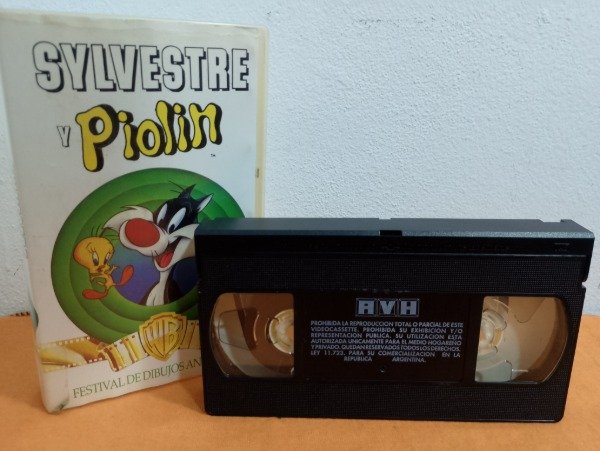 SYLVESTRE
Y Piolin
TM
WB
FESTIVAL DE DIBUJOS
AVH
PROHIBIDA LA REPRODUCCION TOTAL O PARCIAL DE ESTE
VIDEOCASSETTE, PROHIBIDA SU EXHIBICION Y/O
REPRESENTACION PUBLICA, SU UTILIZACION ESTA
AUTORIZADA UNICAMENTE PARA EL MEDIO HOGAREÑO
Y PRIVADO. QUEDAN RESERVADOS TODOS LOS DERECHOS.
LEY 11.723, PARA SU COMERCIALIZACION EN LA
REPUBLICA ARGENTINA.